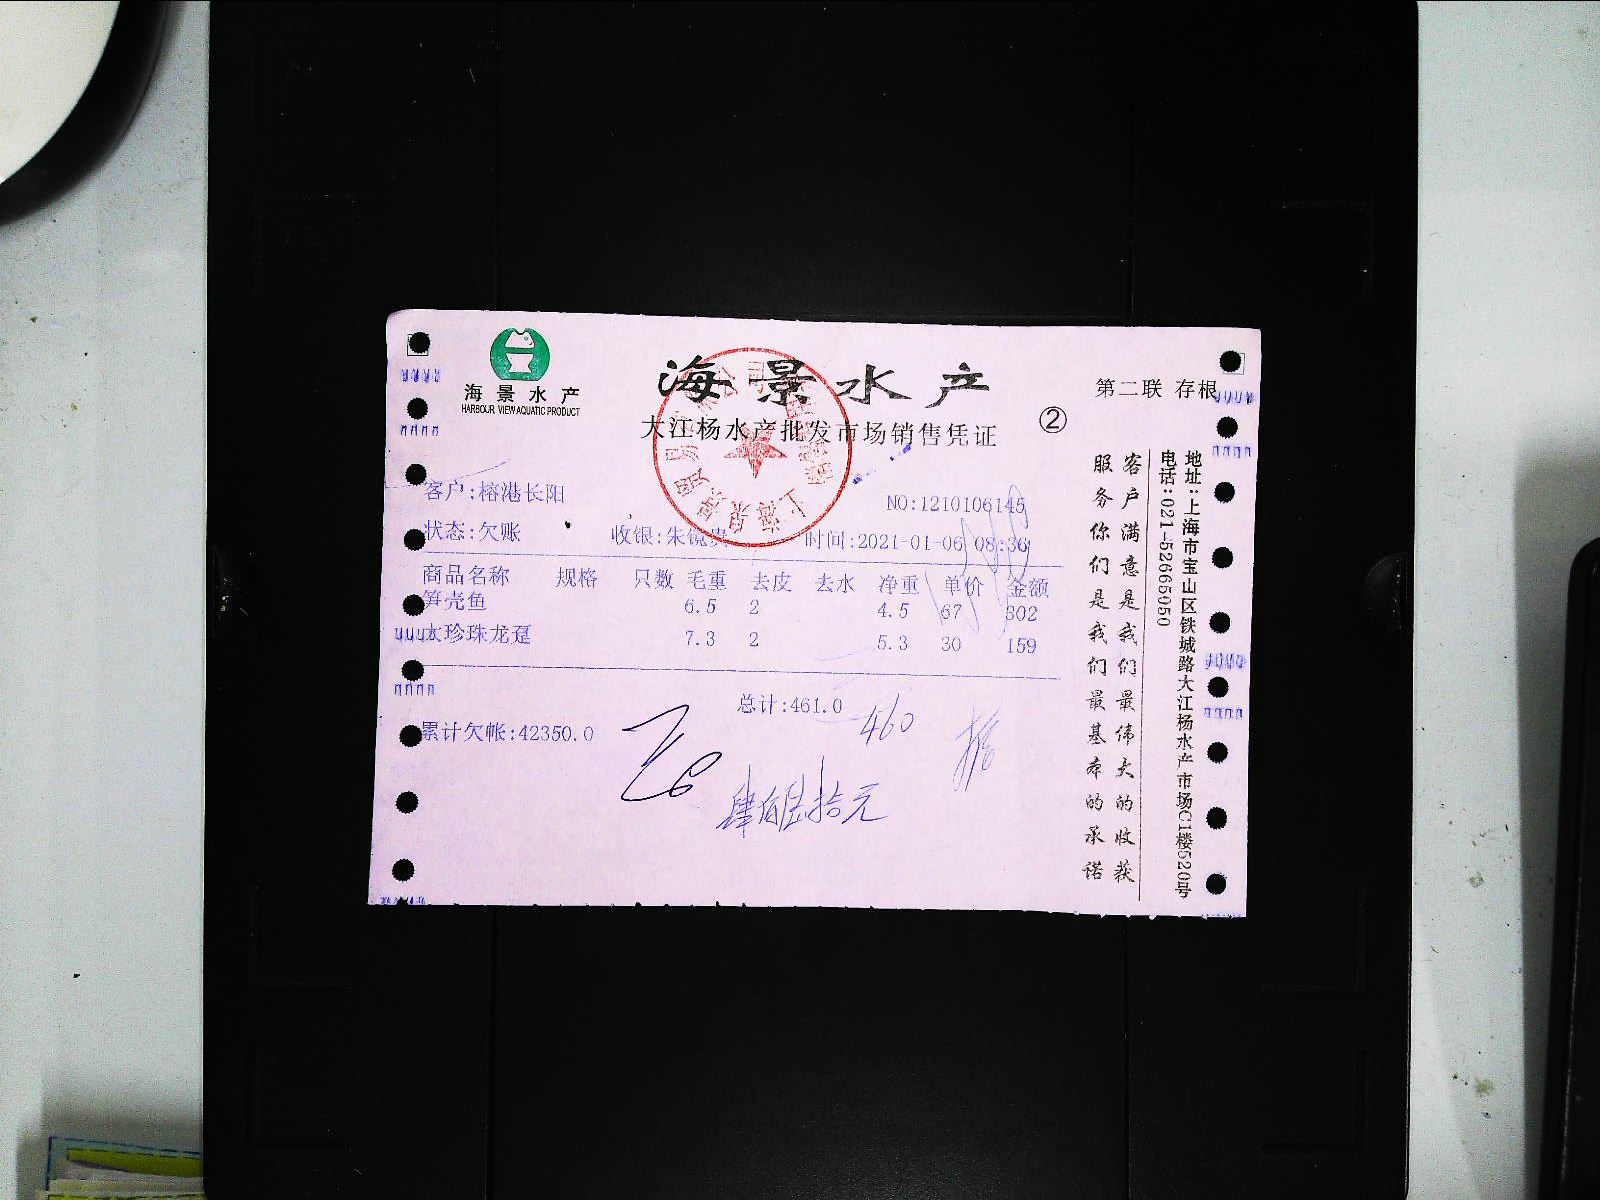 海景水产
HARBOUR VIEW AQUATIC PRODUCT
海景水产
大江杨水产批发市场销售凭证
②
第二联 存根
客户:榕港长阳
NO:1210106145
状态:欠账 收银:朱镜 时间:2021-01-06 08:36
商品名称 规格 只数 毛重 去皮 去水 净重 单价 金额
笋壳鱼 6.5 2 4.5 67 302
大珍珠龙趸 7.3 2 5.3 30 159
总计:461.0
460
累计欠帐:42350.0
肆佰陆拾元
客户满意是我们最伟大的收获
服务你们是我们最基本的承诺
地址:上海市宝山区铁城路大江杨水产市场C1楼520号
电话:021-52665050